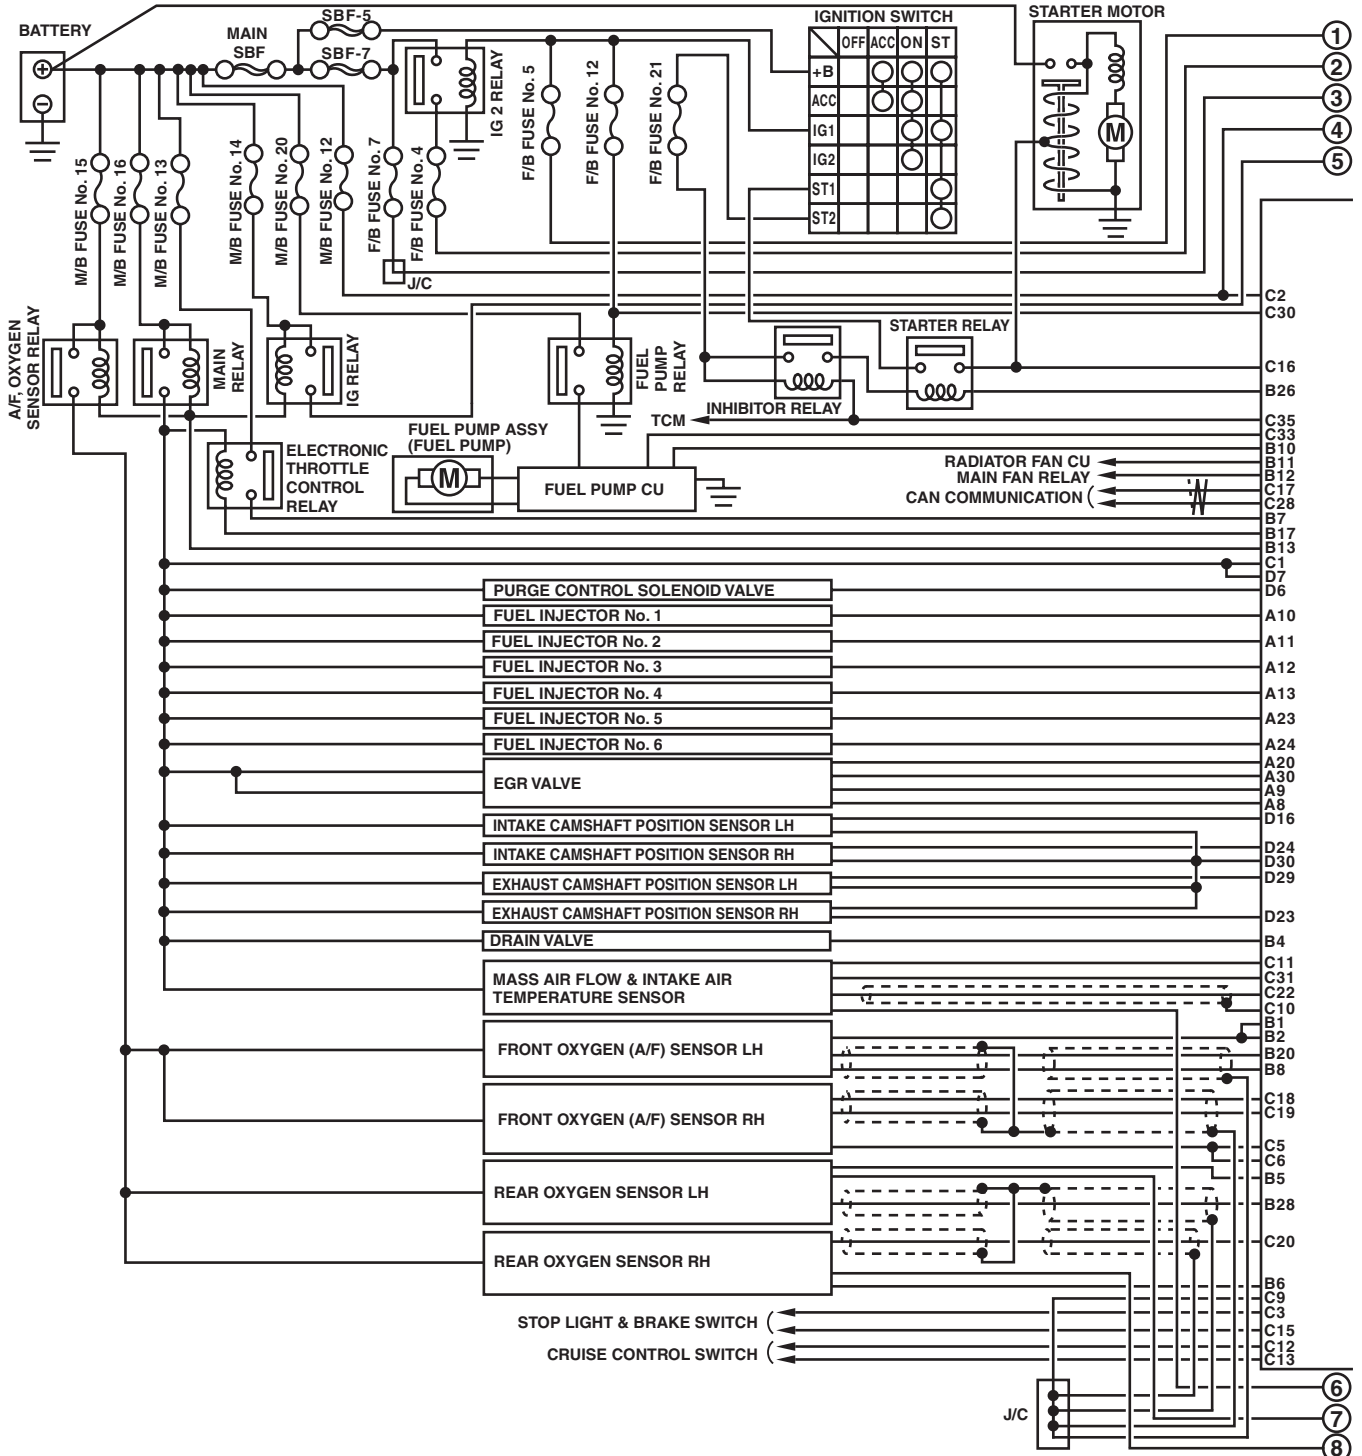 BATTERY
MAIN
SBF
SBF-5
SBF-7
IG 2 RELAY
IGNITION SWITCH
OFF
ACC
ON
ST
+B
ACC
IG1
IG2
ST1
ST2
STARTER MOTOR
M
1
2
3
4
5
M/B FUSE No. 15
M/B FUSE No. 16
M/B FUSE No. 13
M/B FUSE No. 14
M/B FUSE No. 20
M/B FUSE No. 12
F/B FUSE No. 7
F/B FUSE No. 4
F/B FUSE No. 5
F/B FUSE No. 12
F/B FUSE No. 21
J/C
A/F, OXYGEN
SENSOR RELAY
MAIN
RELAY
IG RELAY
FUEL
PUMP
RELAY
INHIBITOR RELAY
STARTER RELAY
TCM
ELECTRONIC
THROTTLE
CONTROL
RELAY
FUEL PUMP ASSY
(FUEL PUMP)
M
FUEL PUMP CU
RADIATOR FAN CU
MAIN FAN RELAY
CAN COMMUNICATION
C2
C30
C16
B26
C35
C33
B10
B11
B12
C17
C28
B7
B17
B13
C1
D7
PURGE CONTROL SOLENOID VALVE
D6
FUEL INJECTOR No. 1
A10
FUEL INJECTOR No. 2
A11
FUEL INJECTOR No. 3
A12
FUEL INJECTOR No. 4
A13
FUEL INJECTOR No. 5
A23
FUEL INJECTOR No. 6
A24
EGR VALVE
A20
A30
A9
A8
INTAKE CAMSHAFT POSITION SENSOR LH
D16
INTAKE CAMSHAFT POSITION SENSOR RH
D24
D30
EXHAUST CAMSHAFT POSITION SENSOR LH
D29
EXHAUST CAMSHAFT POSITION SENSOR RH
D23
DRAIN VALVE
B4
MASS AIR FLOW & INTAKE AIR
TEMPERATURE SENSOR
C11
C31
C22
C10
B1
B2
FRONT OXYGEN (A/F) SENSOR LH
B20
B8
FRONT OXYGEN (A/F) SENSOR RH
C18
C19
C5
C6
B5
REAR OXYGEN SENSOR LH
B28
REAR OXYGEN SENSOR RH
C20
B6
C9
C3
STOP LIGHT & BRAKE SWITCH
C15
C12
CRUISE CONTROL SWITCH
C13
J/C
6
7
8